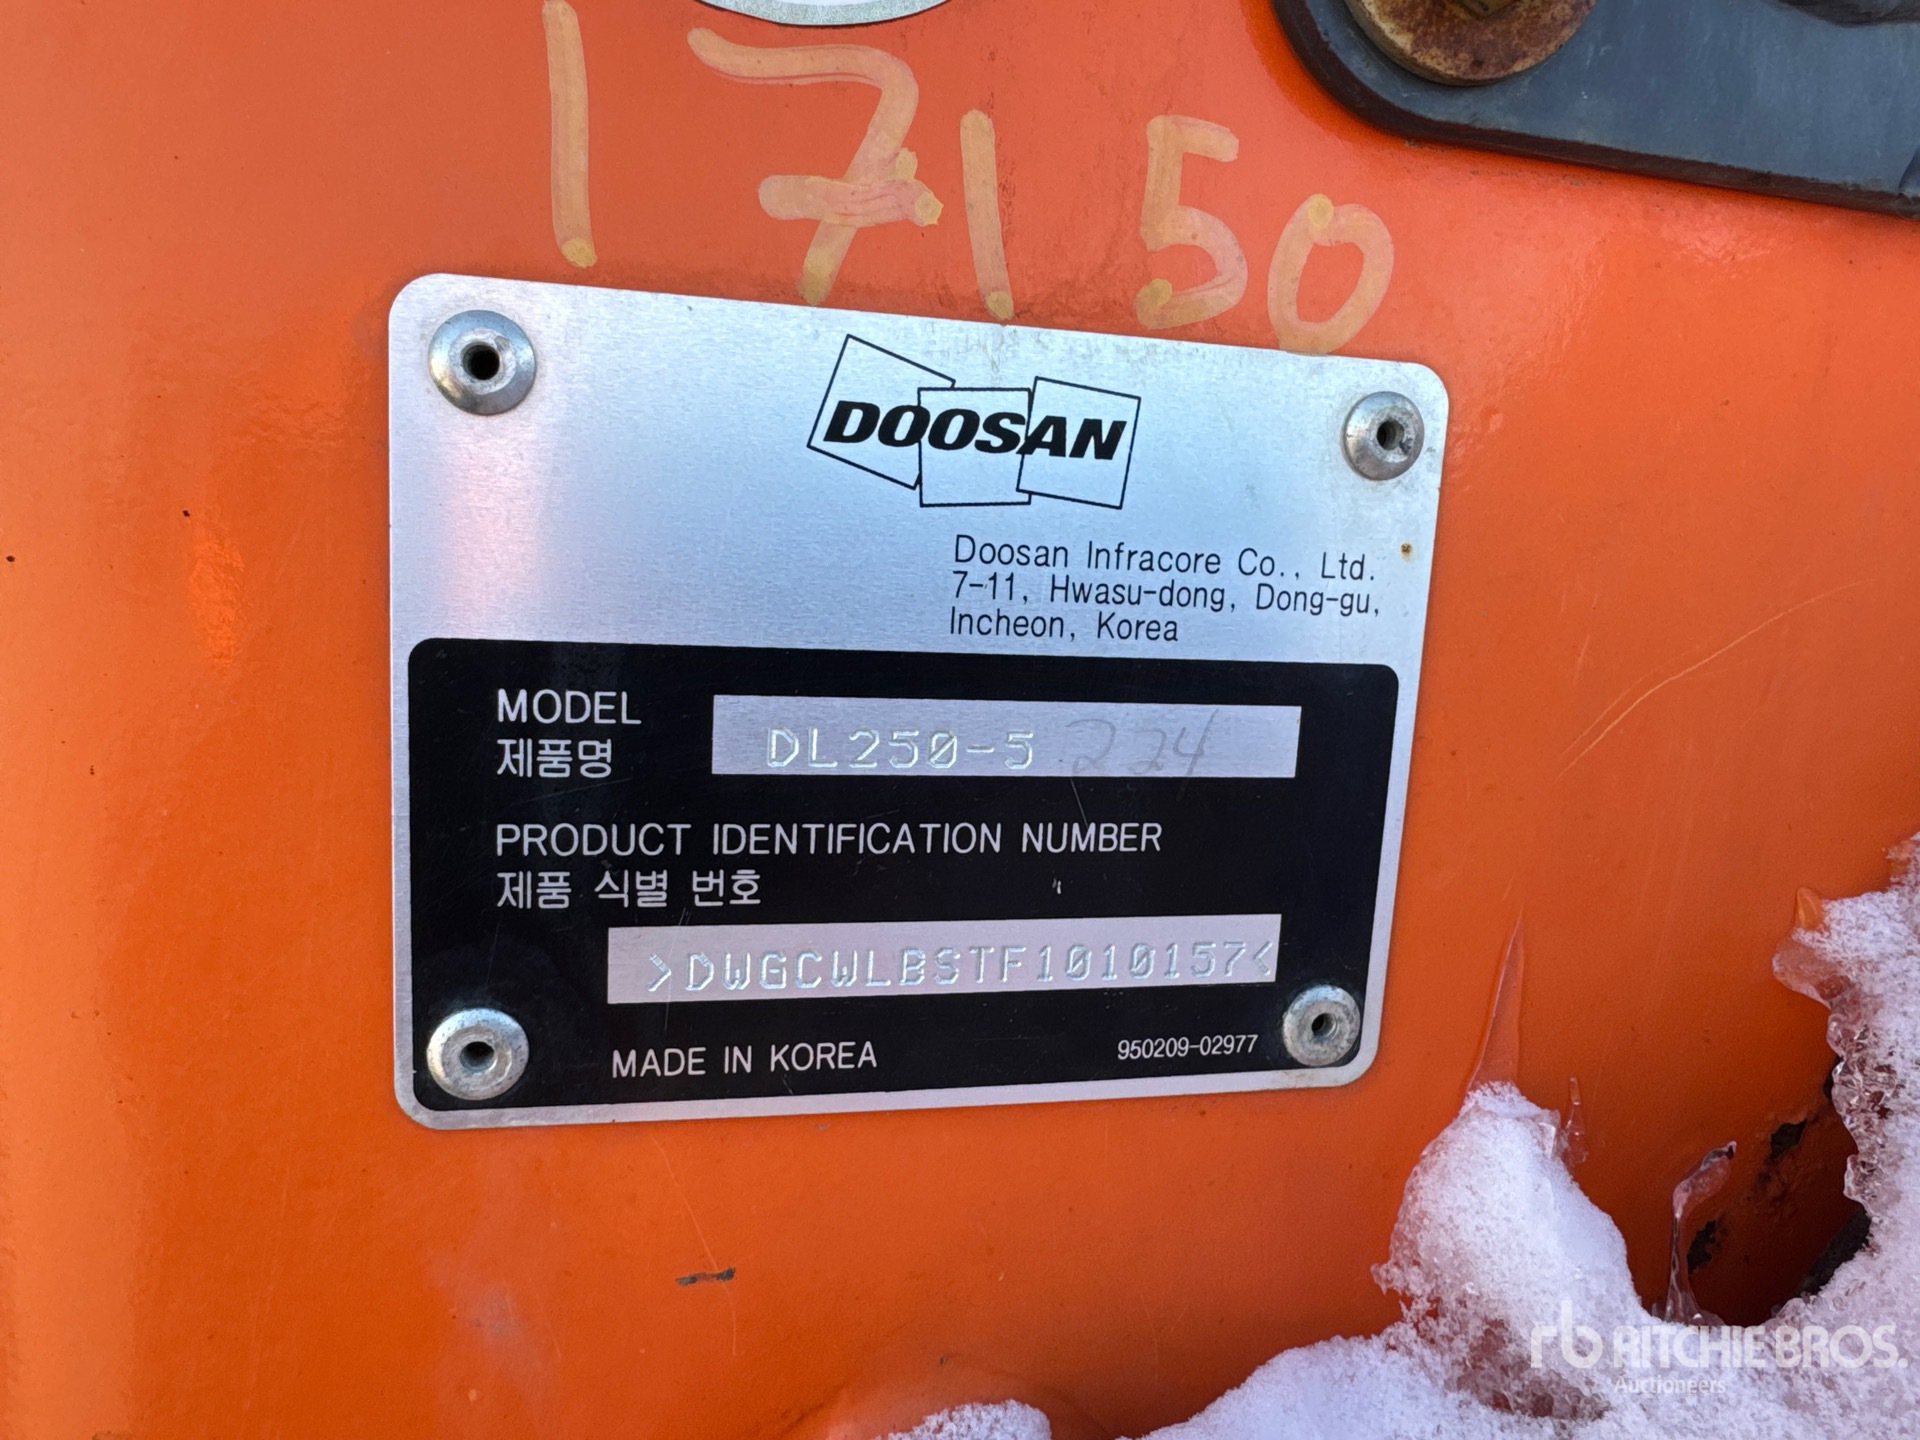 17150
DOOSAN
Doosan Infracore Co., Ltd.
7-11, Hwasu-dong, Dong-gu,
Incheon, Korea
MODEL
제품명
DL250-5 224
PRODUCT IDENTIFICATION NUMBER
제품 식별 번호
>DWGCWLBSTF1010157<
MADE IN KOREA
950209-02977
rb RITCHIE BROS.
Auctioneers